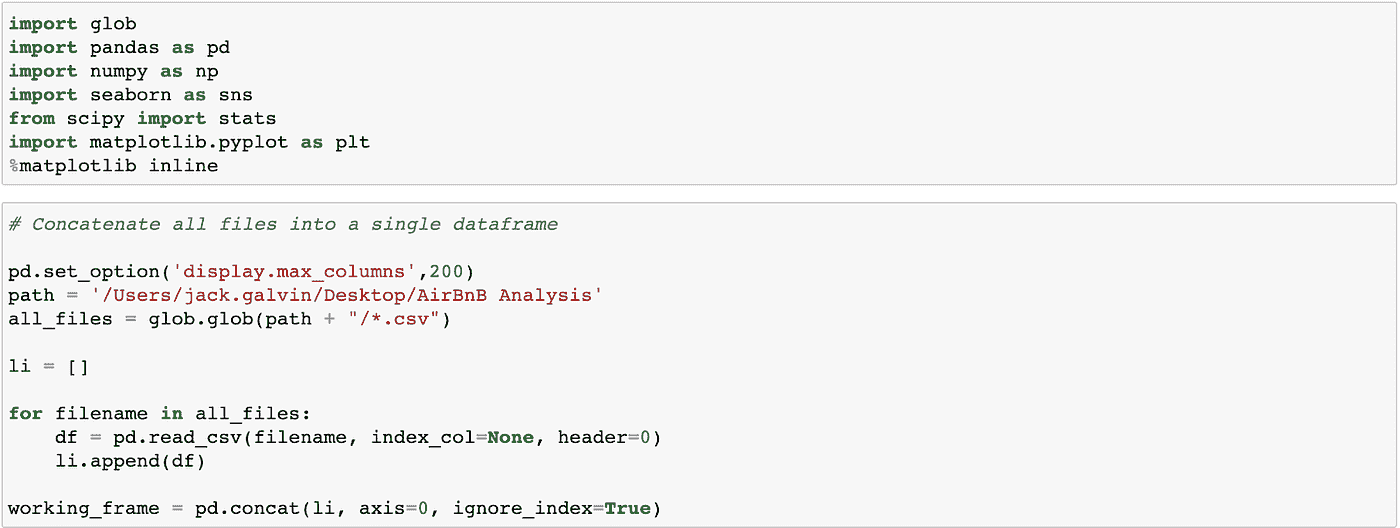 import glob
import pandas as pd
import numpy as np
import seaborn as sns
from scipy import stats
import matplotlib.pyplot as plt
%matplotlib inline
# Concatenate all files into a single dataframe
pd.set_option('display.max_columns',200)
path = '/Users/jack.galvin/Desktop/AirBnB Analysis'
all_files = glob.glob(path + "/*.csv")
li = []
for filename in all_files:
    df = pd.read_csv(filename, index_col=None, header=0)
    li.append(df)
working_frame = pd.concat(li, axis=0, ignore_index=True)